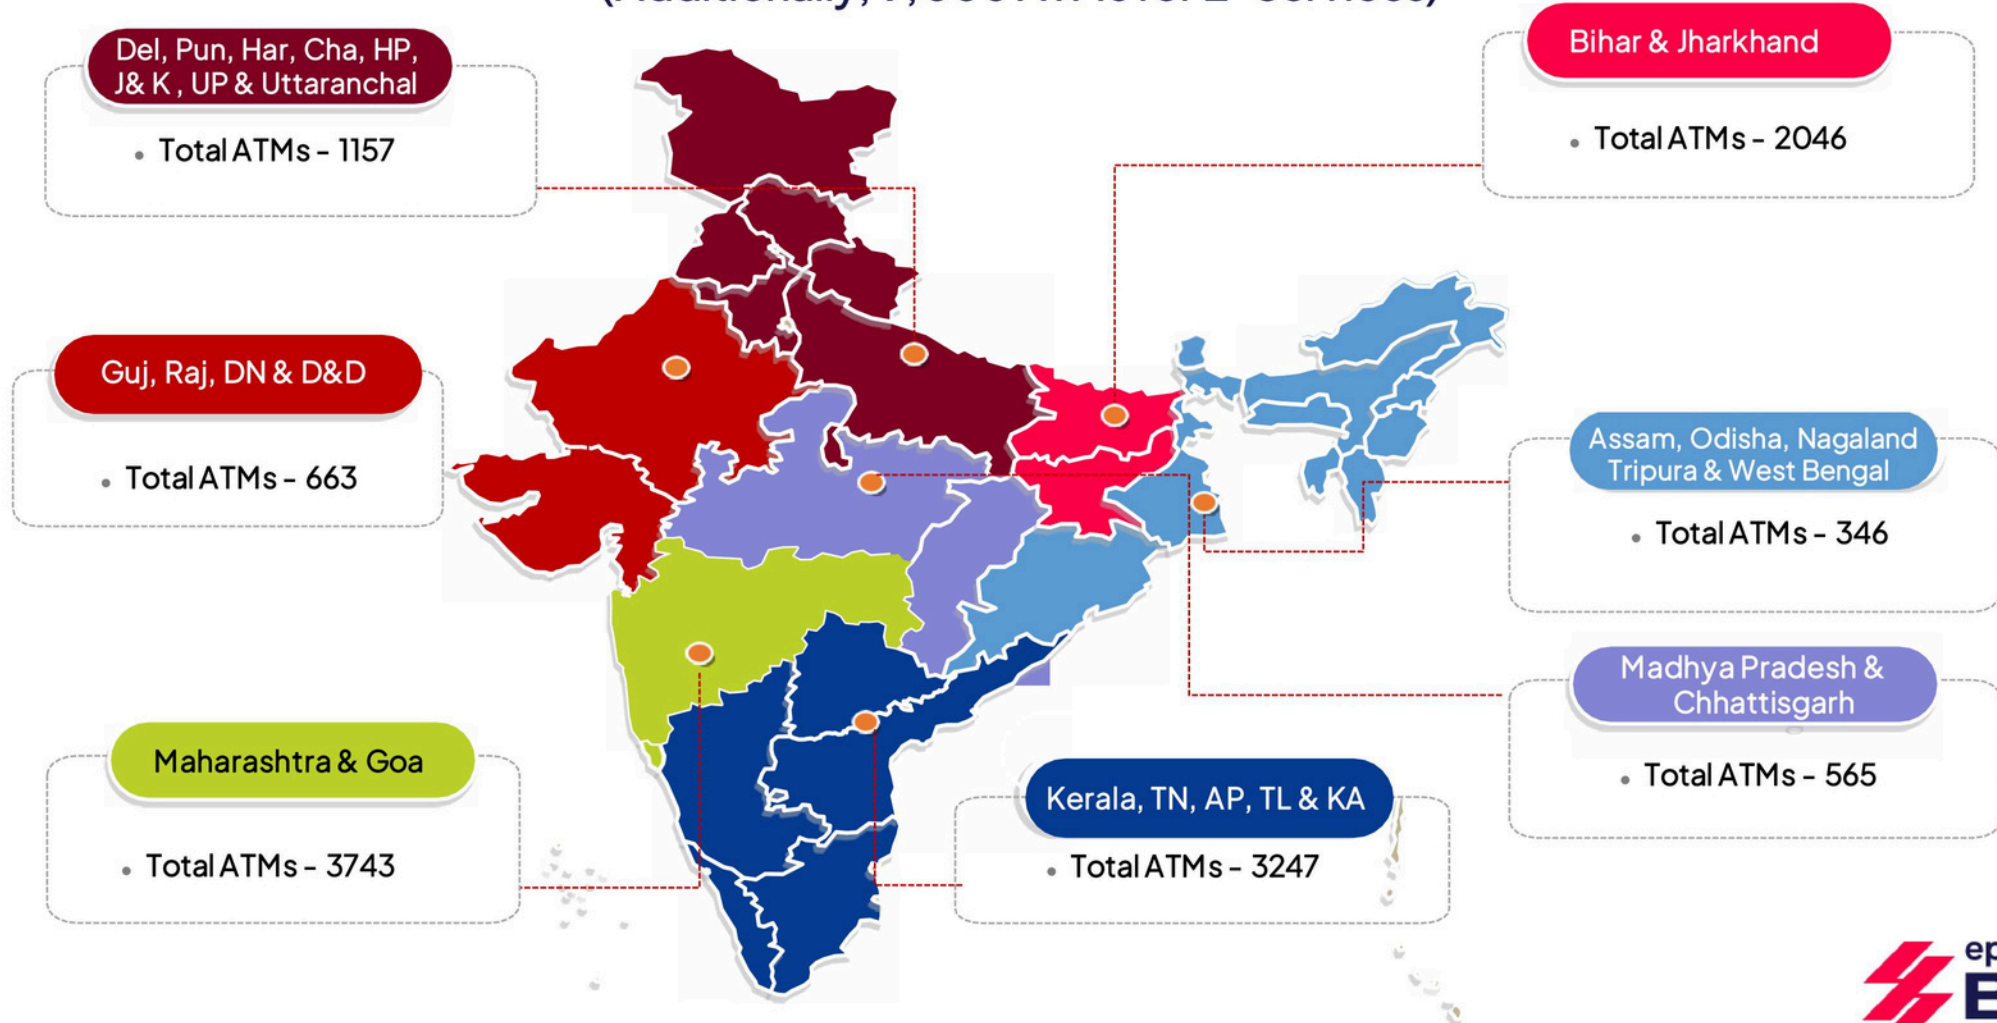 Del, Pun, Har, Cha, HP,
J& K , UP & Uttaranchal
• Total ATMs - 1157
Bihar & Jharkhand
• Total ATMs - 2046
Guj, Raj, DN & D&D
• Total ATMs - 663
Assam, Odisha, Nagaland
Tripura & West Bengal
• Total ATMs - 346
Madhya Pradesh &
Chhattisgarh
• Total ATMs - 565
Maharashtra & Goa
• Total ATMs - 3743
Kerala, TN, AP, TL & KA
• Total ATMs - 3247